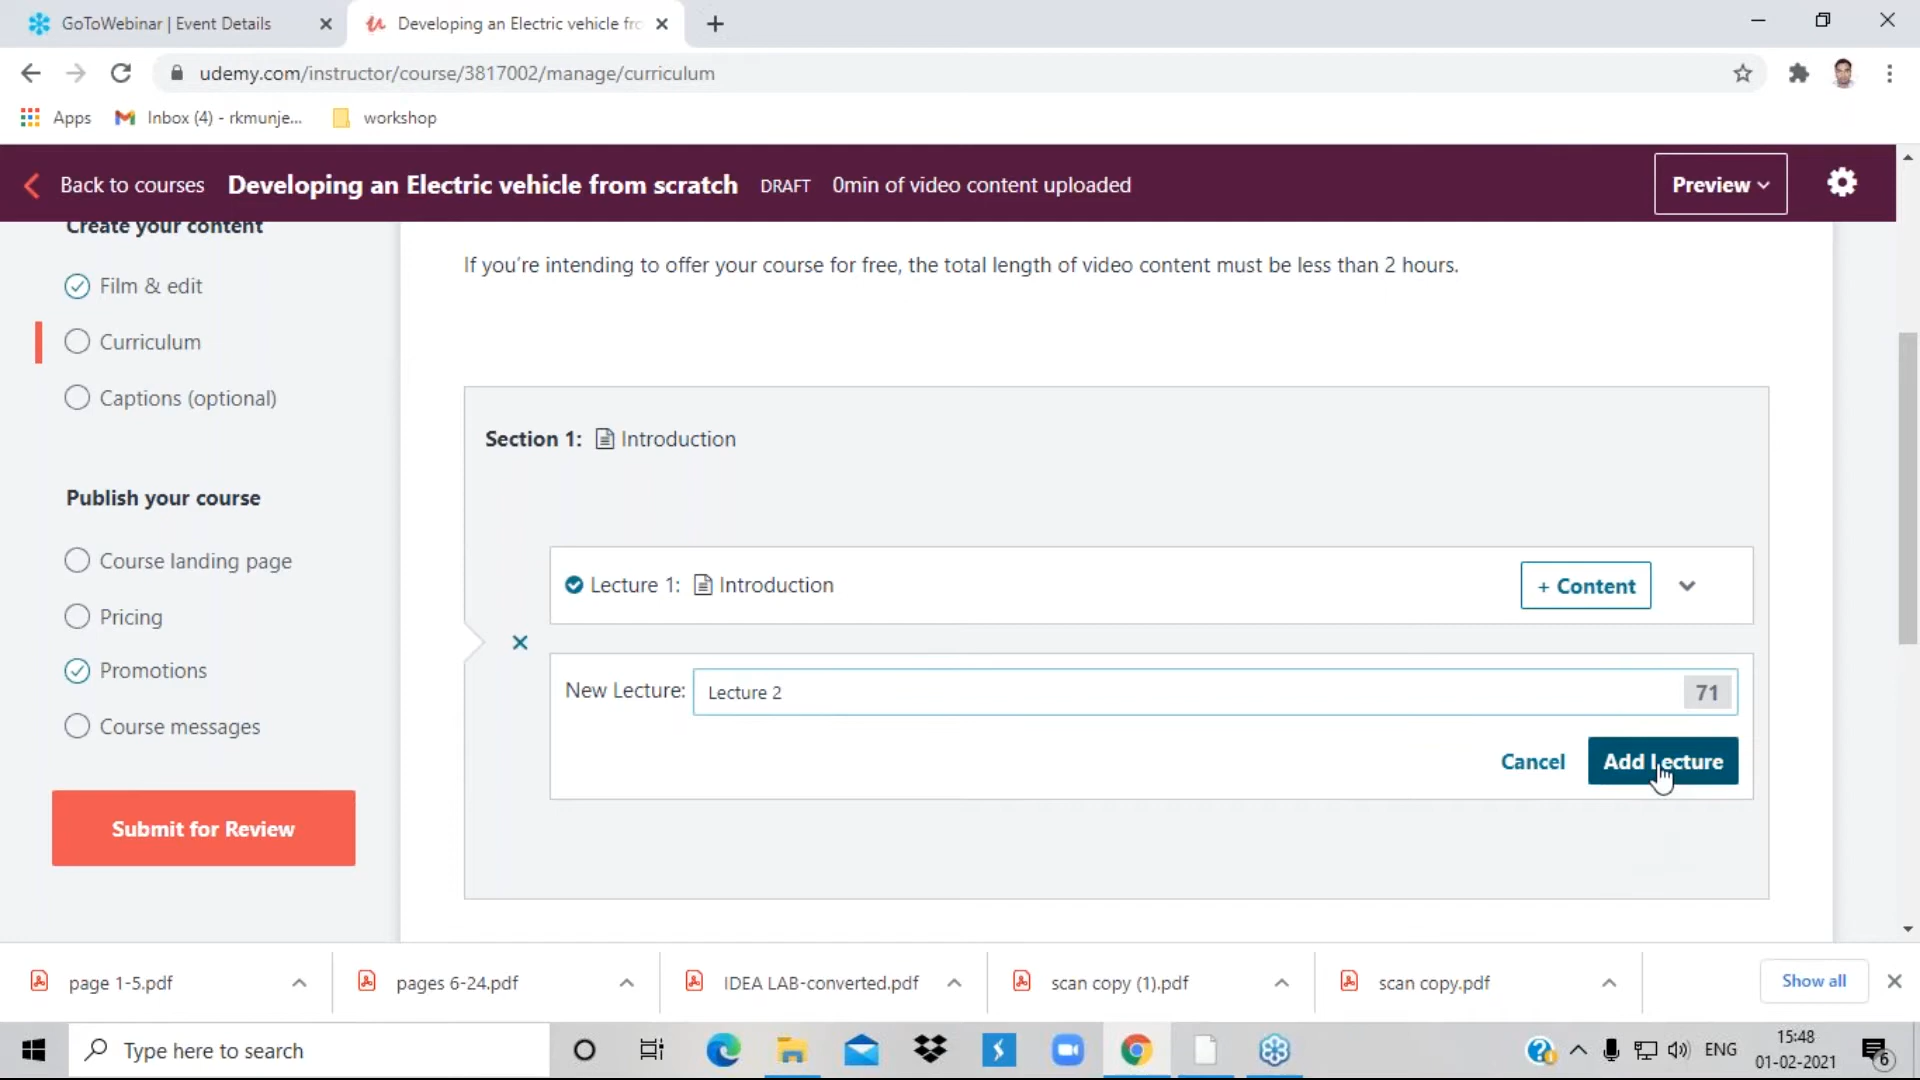 GoToWebinar | Event Details
Developing an Electric vehicle fro
udemy.com/instructor/course/3817002/manage/curriculum
Apps
Inbox (4) - rkmunje...
workshop
Back to courses
Developing an Electric vehicle from scratch
DRAFT
0min of video content uploaded
Preview
Create your content
Film & edit
Curriculum
Captions (optional)
Publish your course
Course landing page
Pricing
Promotions
Course messages
Submit for Review
If you're intending to offer your course for free, the total length of video content must be less than 2 hours.
Section 1: Introduction
Lecture 1: Introduction
+ Content
New Lecture: Lecture 2
71
Cancel
Add Lecture
page 1-5.pdf
pages 6-24.pdf
IDEA LAB-converted.pdf
scan copy (1).pdf
scan copy.pdf
Show all
Type here to search
ENG
15:48
01-02-2021
6